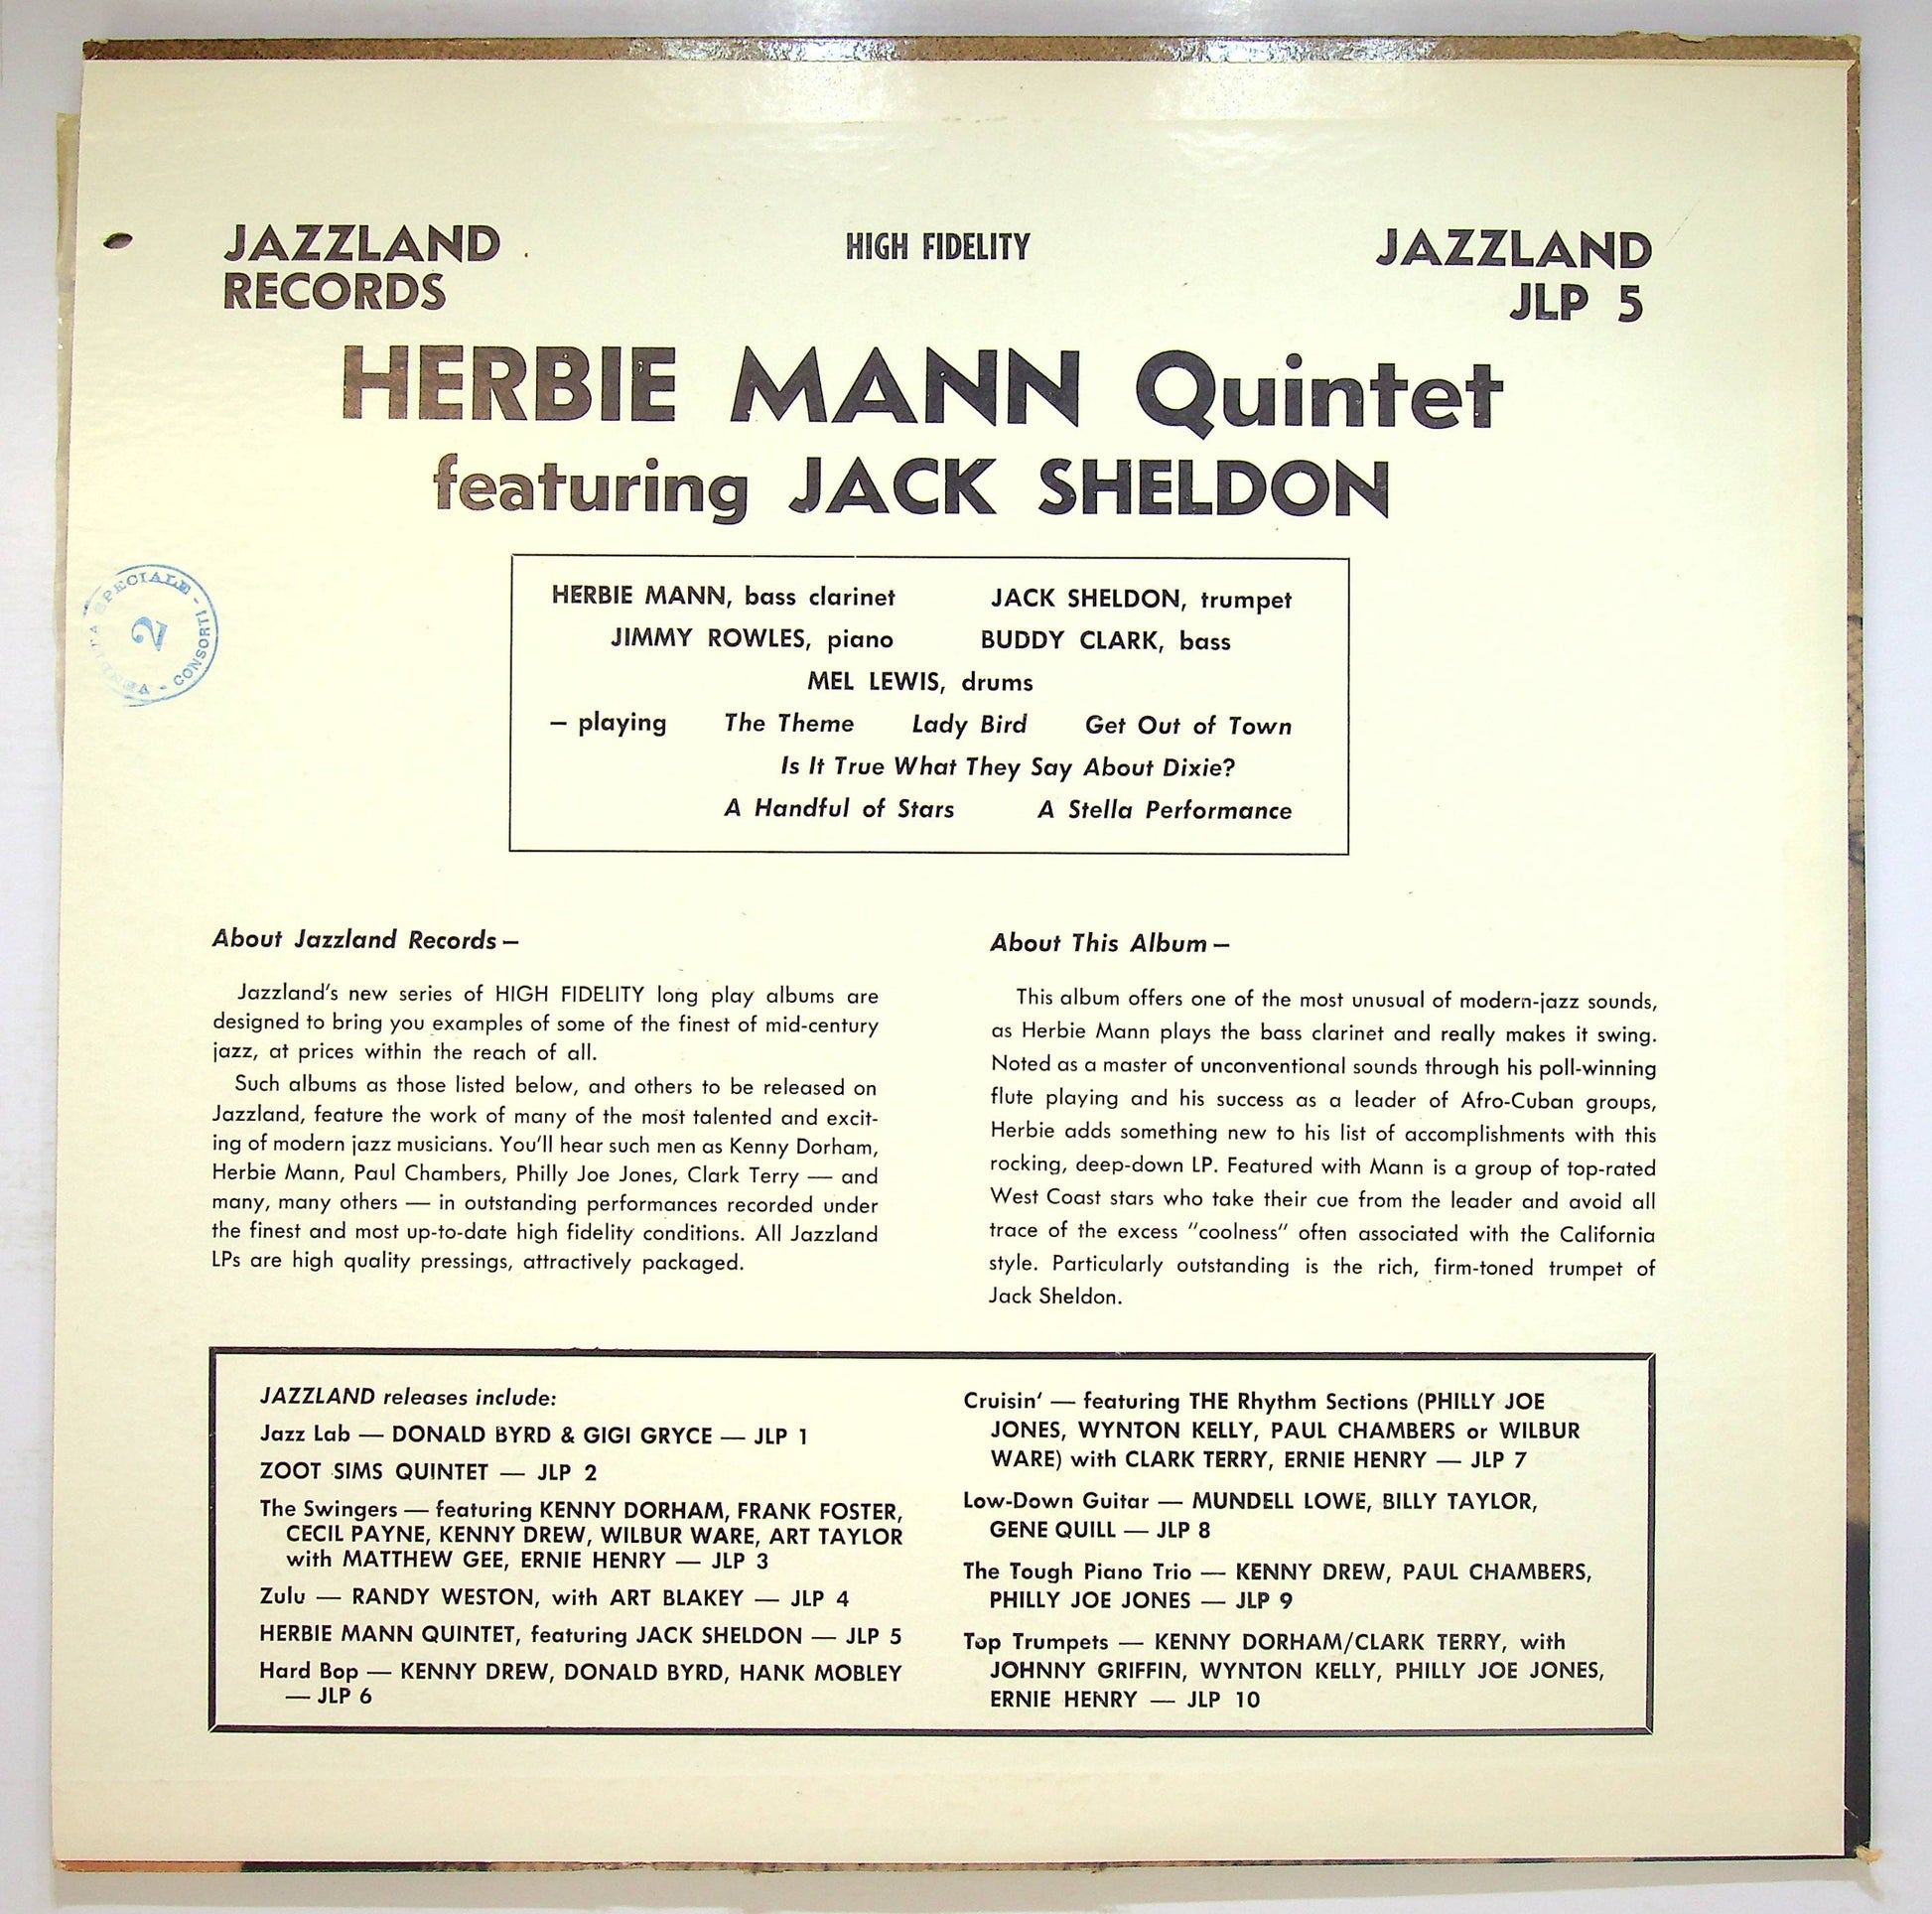 JAZZLAND
RECORDS
HIGH FIDELITY
JAZZLAND
JLP 5
HERBIE MANN Quintet
featuring JACK SHELDON
HERBIE MANN, bass clarinet JACK SHELDON, trumpet
JIMMY ROWLES, piano BUDDY CLARK, bass
MEL LEWIS, drums
– playing The Theme Lady Bird Get Out of Town
Is It True What They Say About Dixie?
A Handful of Stars A Stella Performance
SPECIALE - CONSORTI
2
About Jazzland Records –
Jazzland's new series of HIGH FIDELITY long play albums are
designed to bring you examples of some of the finest of mid-century
jazz, at prices within the reach of all.
Such albums as those listed below, and others to be released on
Jazzland, feature the work of many of the most talented and excit-
ing of modern jazz musicians. You'll hear such men as Kenny Dorham,
Herbie Mann, Paul Chambers, Philly Joe Jones, Clark Terry — and
many, many others — in outstanding performances recorded under
the finest and most up-to-date high fidelity conditions. All Jazzland
LPs are high quality pressings, attractively packaged.
About This Album –
This album offers one of the most unusual of modern-jazz sounds,
as Herbie Mann plays the bass clarinet and really makes it swing.
Noted as a master of unconventional sounds through his poll-winning
flute playing and his success as a leader of Afro-Cuban groups,
Herbie adds something new to his list of accomplishments with this
rocking, deep-down LP. Featured with Mann is a group of top-rated
West Coast stars who take their cue from the leader and avoid all
trace of the excess "coolness" often associated with the California
style. Particularly outstanding is the rich, firm-toned trumpet of
Jack Sheldon.
JAZZLAND releases include:
Jazz Lab — DONALD BYRD & GIGI GRYCE — JLP 1
ZOOT SIMS QUINTET — JLP 2
The Swingers — featuring KENNY DORHAM, FRANK FOSTER,
CECIL PAYNE, KENNY DREW, WILBUR WARE, ART TAYLOR
with MATTHEW GEE, ERNIE HENRY — JLP 3
Zulu — RANDY WESTON, with ART BLAKEY — JLP 4
HERBIE MANN QUINTET, featuring JACK SHELDON — JLP 5
Hard Bop — KENNY DREW, DONALD BYRD, HANK MOBLEY
— JLP 6
Cruisin' — featuring THE Rhythm Sections (PHILLY JOE
JONES, WYNTON KELLY, PAUL CHAMBERS or WILBUR
WARE) with CLARK TERRY, ERNIE HENRY — JLP 7
Low-Down Guitar — MUNDELL LOWE, BILLY TAYLOR,
GENE QUILL — JLP 8
The Tough Piano Trio — KENNY DREW, PAUL CHAMBERS,
PHILLY JOE JONES — JLP 9
Top Trumpets — KENNY DORHAM/CLARK TERRY, with
JOHNNY GRIFFIN, WYNTON KELLY, PHILLY JOE JONES,
ERNIE HENRY — JLP 10